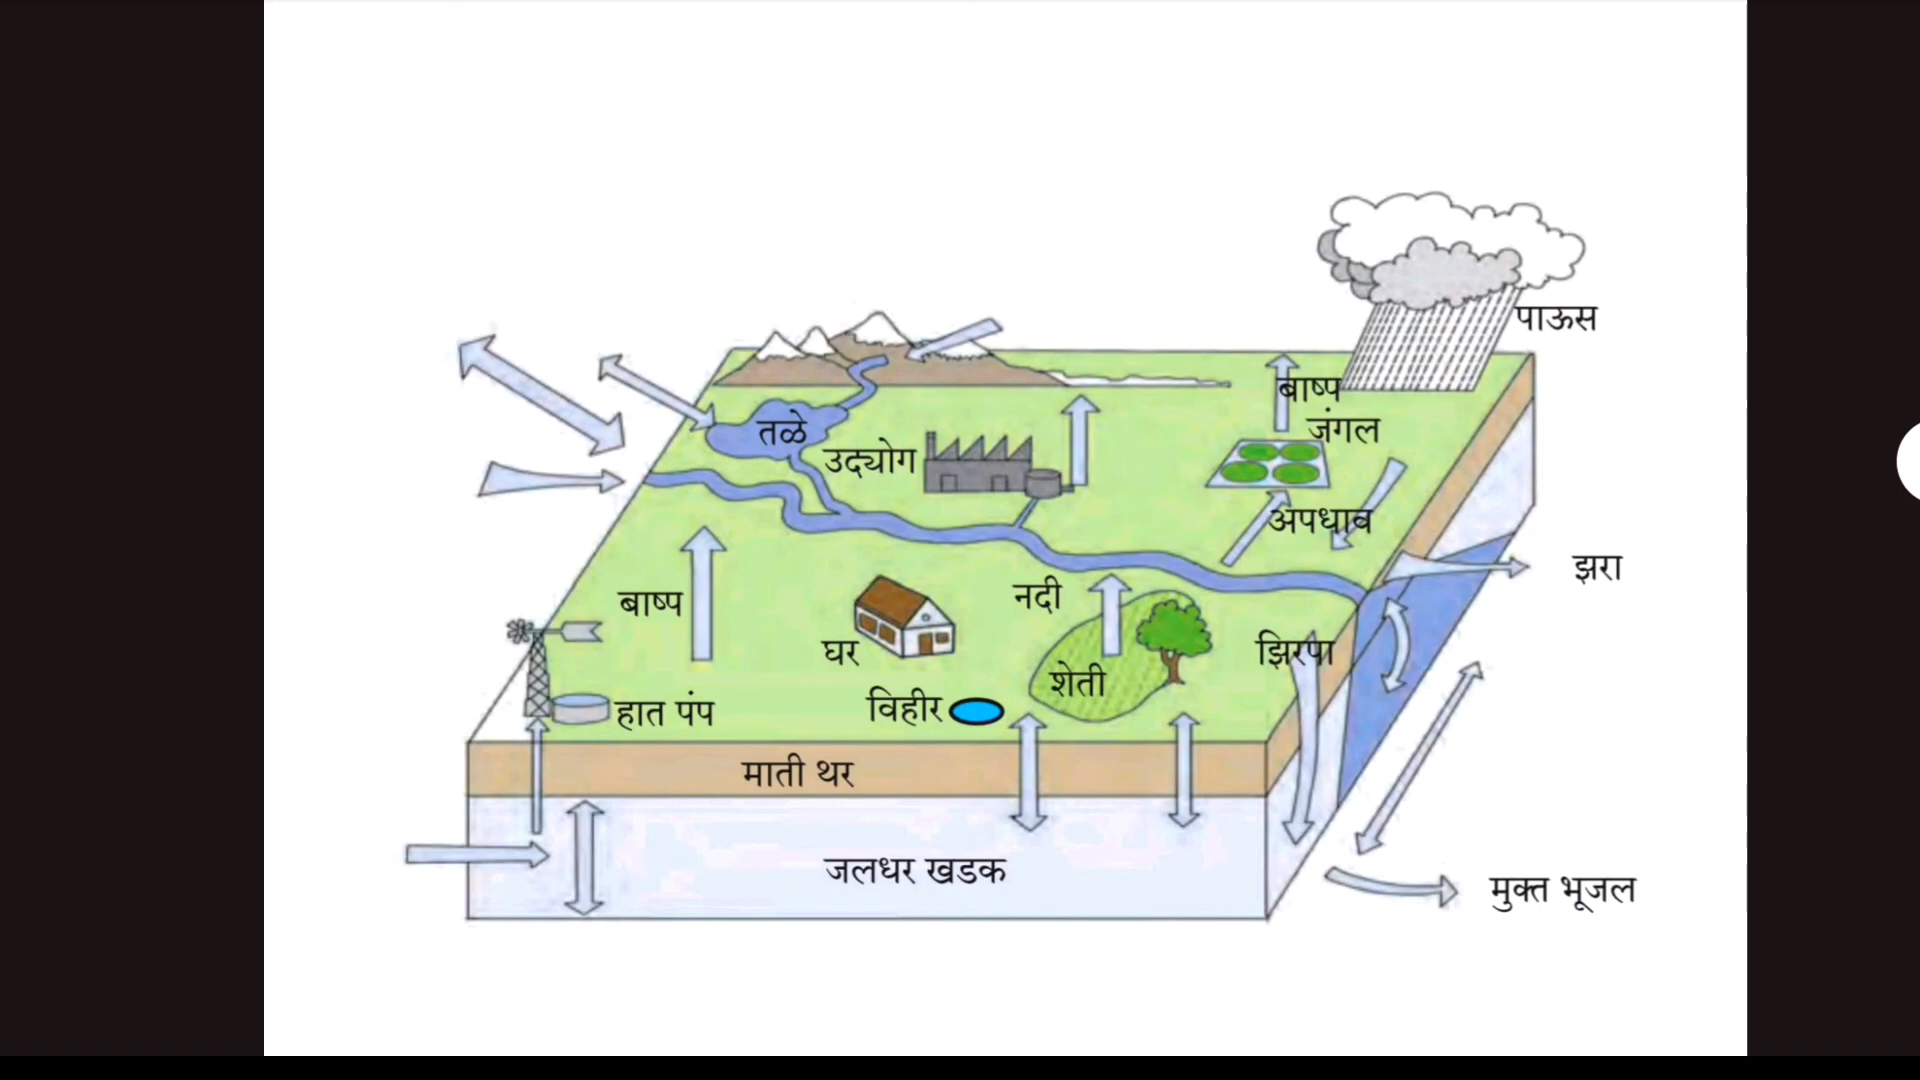 पाऊस
बाष्प
जंगल
तळे
उद्योग
अपधाव
झरा
बाष्प
नदी
घर
झिरपा
शेती
विहीर
हात पंप
माती थर
जलधर खडक
मुक्त भूजल